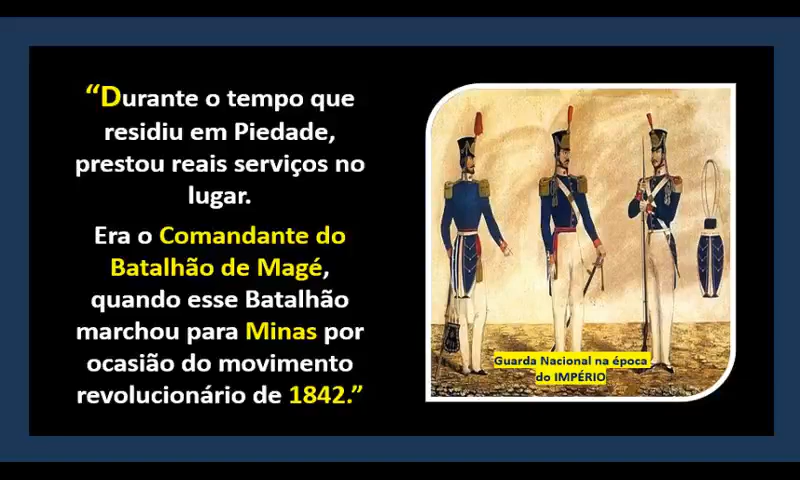 “Durante o tempo que
residiu em Piedade,
prestou reais serviços no
lugar.
Era o Comandante do
Batalhão de Magé,
quando esse Batalhão
marchou para Minas por
ocasião do movimento
revolucionário de 1842.”
Guarda Nacional na época
do IMPÉRIO